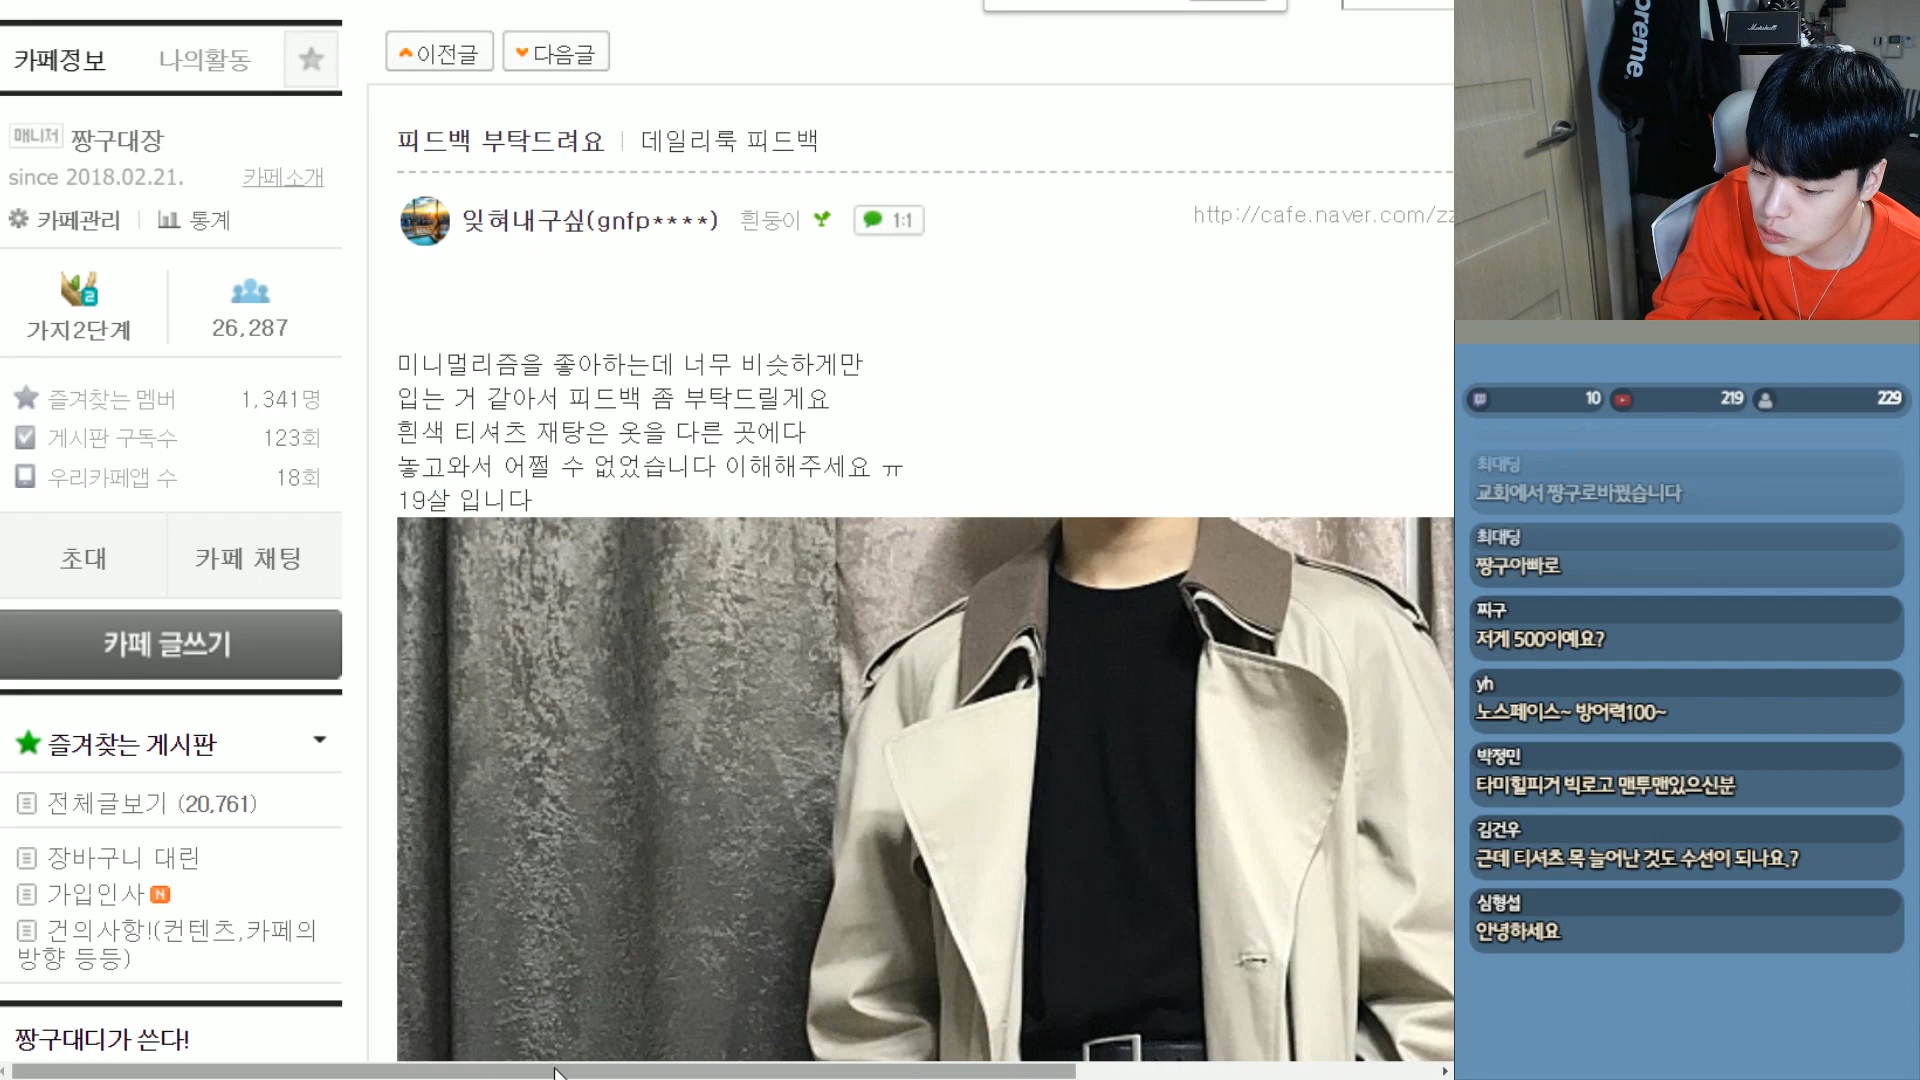 카페정보
나의활동
매니저 짱구대장
since 2018.02.21.
카페소개
카페관리
통계
가지2단계
26,287
즐겨찾는 멤버
1,341명
게시판 구독수
123회
우리카페앱 수
18회
초대
카페 채팅
카페 글쓰기
즐겨찾는 게시판
전체글보기 (20,761)
장바구니 대린
가입인사 N
건의사항!(컨텐츠,카페의
방향 등등)
짱구대디가 쓴다!
이전글
다음글
피드백 부탁드려요
데일리룩 피드백
잊혀내구싶(gnfp****)
흰둥이
1:1
http://cafe.naver.com/zz
미니멀리즘을 좋아하는데 너무 비슷하게만
입는 거 같아서 피드백 좀 부탁드릴게요
흰색 티셔츠 재탕은 옷을 다른 곳에다
놓고와서 어쩔 수 없었습니다 이해해주세요 ㅠ
19살 입니다
preme
Marshall
10
219
229
최대딩
교회에서 짱구로바꿨습니다
최대딩
짱구아빠로
찌구
저게 500이예요?
yh
노스페이스~ 방어력100~
박정민
타미힐피거 빅로고 맨투맨있으신분
김건우
근데 티셔츠 목 늘어난 것도 수선이 되나요.?
심형섭
안녕하세요